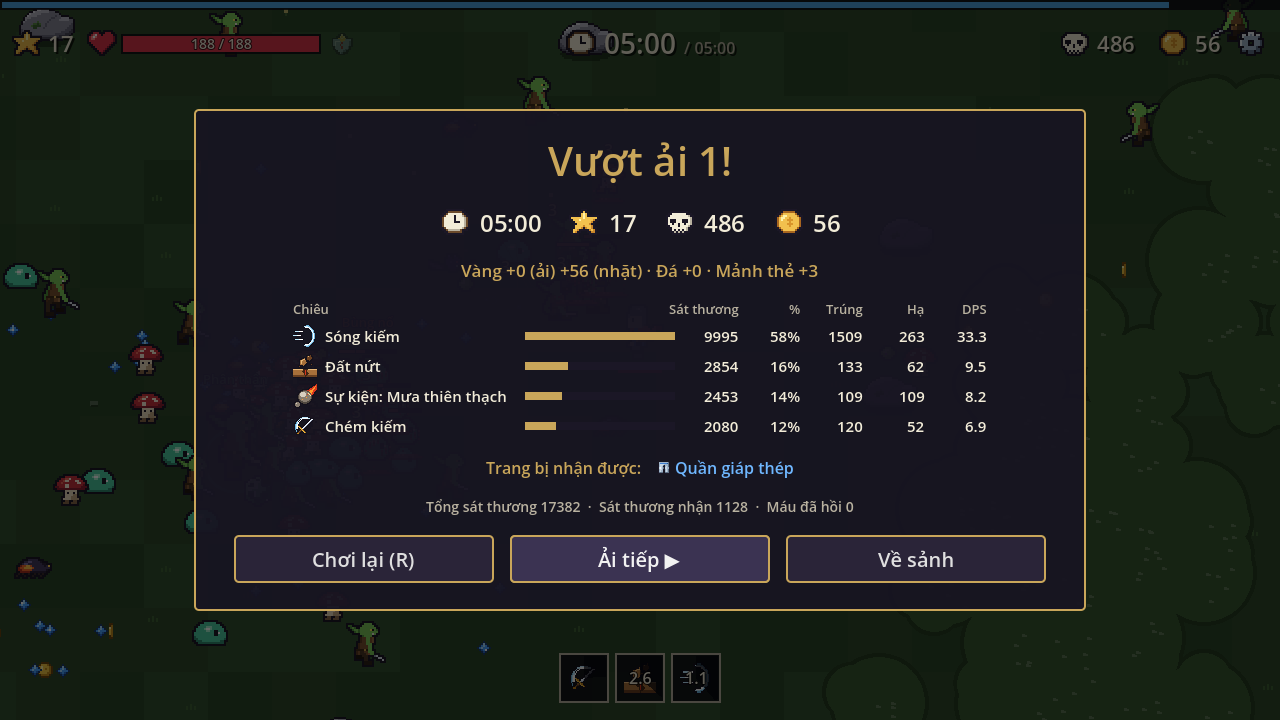 17 188 / 188 05:00 / 05:00 486 56
Vượt ải 1!
05:00 17 486 56
Vàng +0 (ải) +56 (nhặt) · Đá +0 · Mảnh thẻ +3
Chiêu Sát thương % Trúng Hạ DPS
Sóng kiếm 9995 58% 1509 263 33.3
Đất nứt 2854 16% 133 62 9.5
Sự kiện: Mưa thiên thạch 2453 14% 109 109 8.2
Chém kiếm 2080 12% 120 52 6.9
Trang bị nhận được: Quần giáp thép
Tổng sát thương 17382 · Sát thương nhận 1128 · Máu đã hồi 0
Chơi lại (R) Ải tiếp ▶ Về sảnh
2.6 1.1